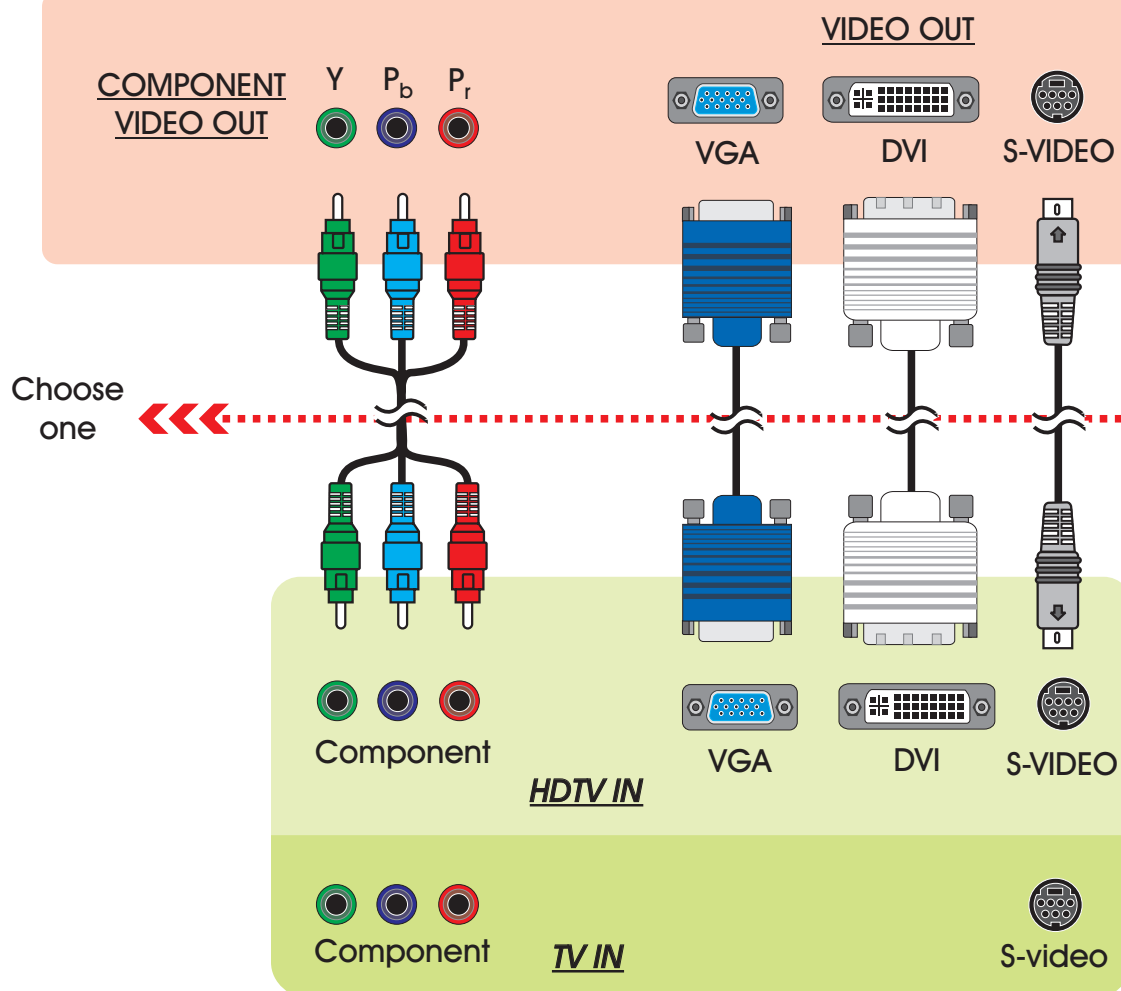 VIDEO OUT
COMPONENT
VIDEO OUT
Y Pb Pr
VGA DVI S-VIDEO
Choose
one
Component VGA DVI S-VIDEO
HDTV IN
Component S-video
TV IN